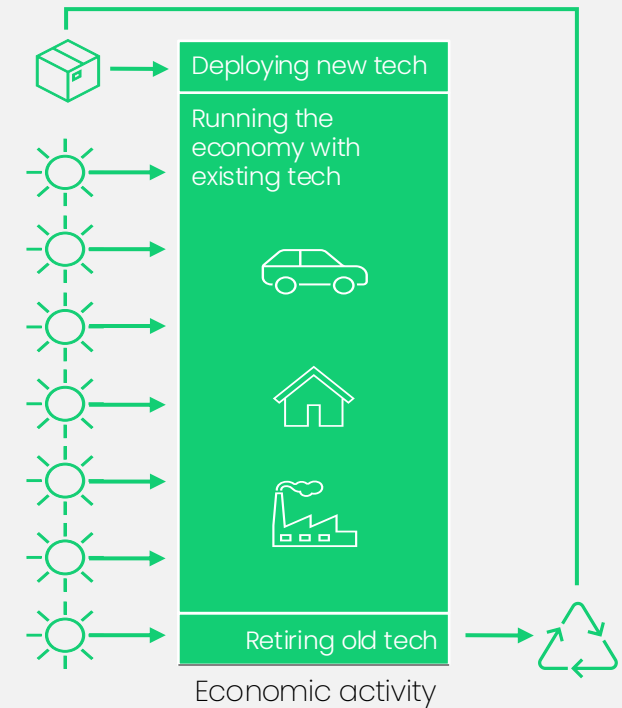 Deploying new tech
Running the
economy with
existing tech
Retiring old tech
Economic activity